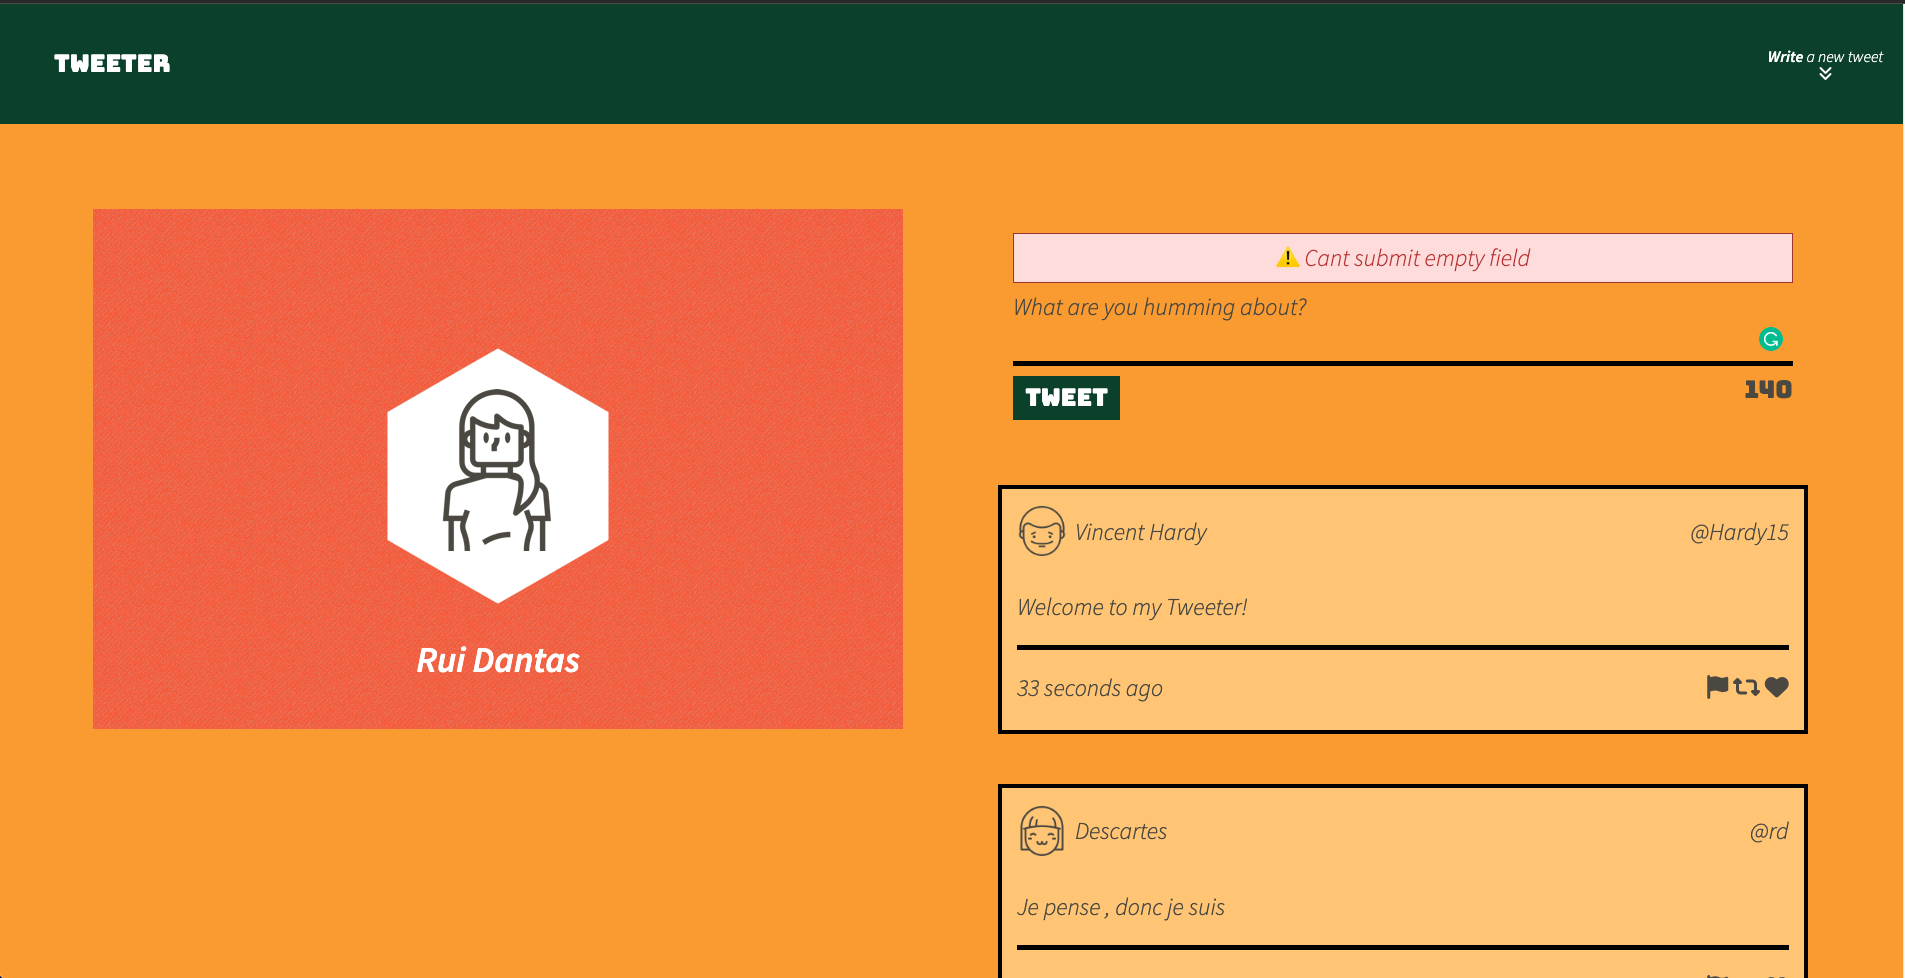 TWEETER
Write a new tweet
⚠️ Cant submit empty field
What are you humming about?
TWEET
140
Rui Dantas
Vincent Hardy
@Hardy15
Welcome to my Tweeter!
33 seconds ago
Descartes
@rd
Je pense , donc je suis